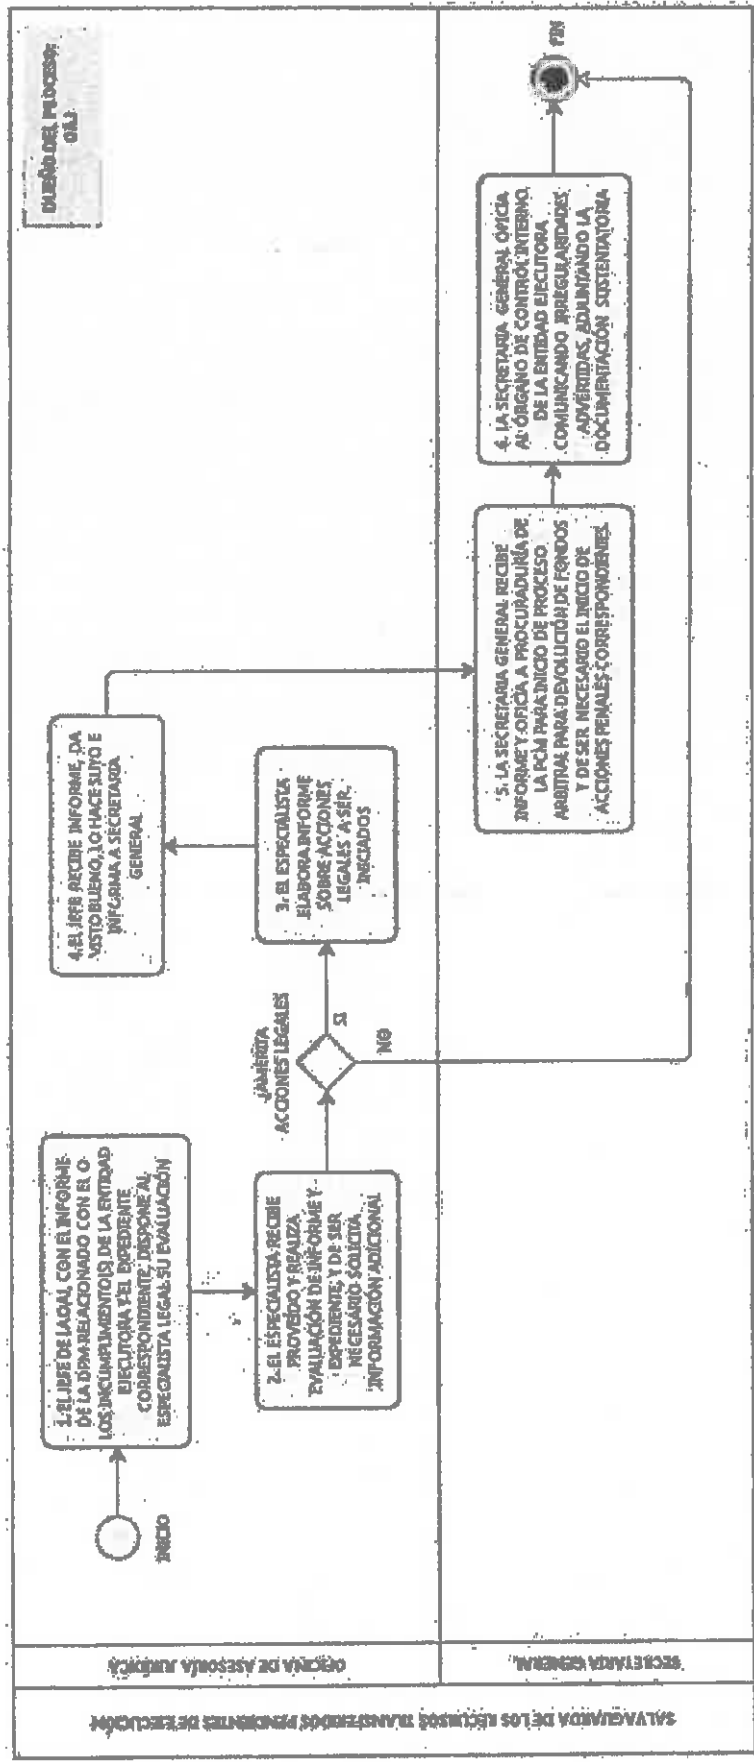 SALVAGUARDA DE LOS RECURSOS TRANSFERIDOS PENDIENTES DE EJECUCIÓN
OFICINA DE ASESORÍA JURÍDICA
SECRETARÍA GENERAL
DUEÑO DEL PROCESO:
OAJ
INICIO
1. EL JEFE DE LA OAJ, CON EL INFORME
DE LA DPM RELACIONADO CON EL O
LOS INCUMPLIMIENTO(S) DE LA ENTIDAD
EJECUTORA Y EL EXPEDIENTE
CORRESPONDIENTE, DISPONE AL
ESPECIALISTA LEGAL SU EVALUACIÓN
2. EL ESPECIALISTA RECIBE
PROVEÍDO Y REALIZA
EVALUACIÓN DE INFORME Y
EXPEDIENTE, Y DE SER
NECESARIO SOLICITA
INFORMACIÓN ADICIONAL
¿AMERITA
ACCIONES LEGALES
SI
NO
3. EL ESPECIALISTA
ELABORA INFORME
SOBRE ACCIONES
LEGALES A SER
INICIADOS
4. EL JEFE RECIBE INFORME, DA
VISTO BUENO, LO HACE SUYO E
INFORMA A SECRETARIA
GENERAL
5. LA SECRETARIA GENERAL RECIBE
INFORME Y OFICIA A PROCURADURÍA DE
LA PCM PARA INICIO DE PROCESO
ARBITRAL PARA DEVOLUCIÓN DE FONDOS
Y DE SER NECESARIO EL INICIO DE
ACCIONES PENALES CORRESPONDIENTES.
6. LA SECRETARIA GENERAL OFICIA
AL ÓRGANO DE CONTROL INTERNO
DE LA ENTIDAD EJECUTORA
COMUNICANDO IRREGULARIDADES
ADVERTIDAS, ADJUNTANDO LA
DOCUMENTACIÓN SUSTENTATORIA
FIN